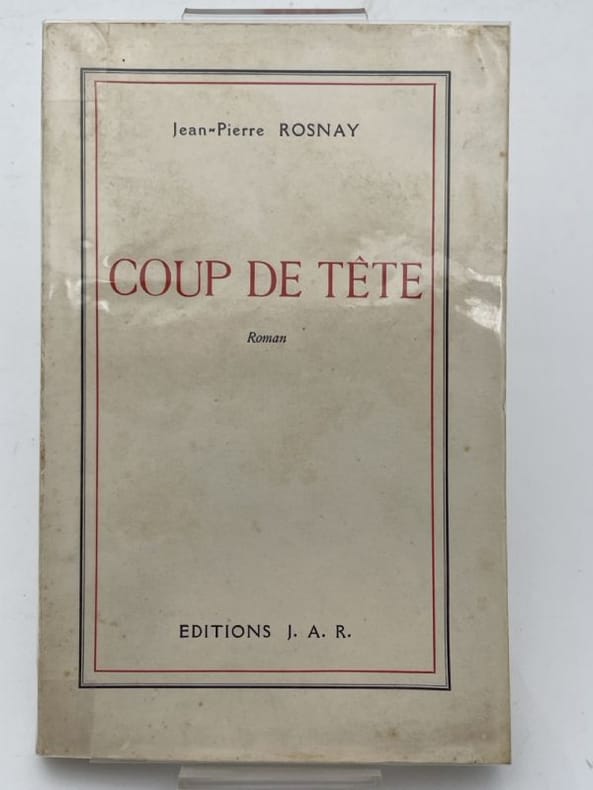 Jean-Pierre ROSNAY
COUP DE TÊTE
Roman
EDITIONS J. A. R.